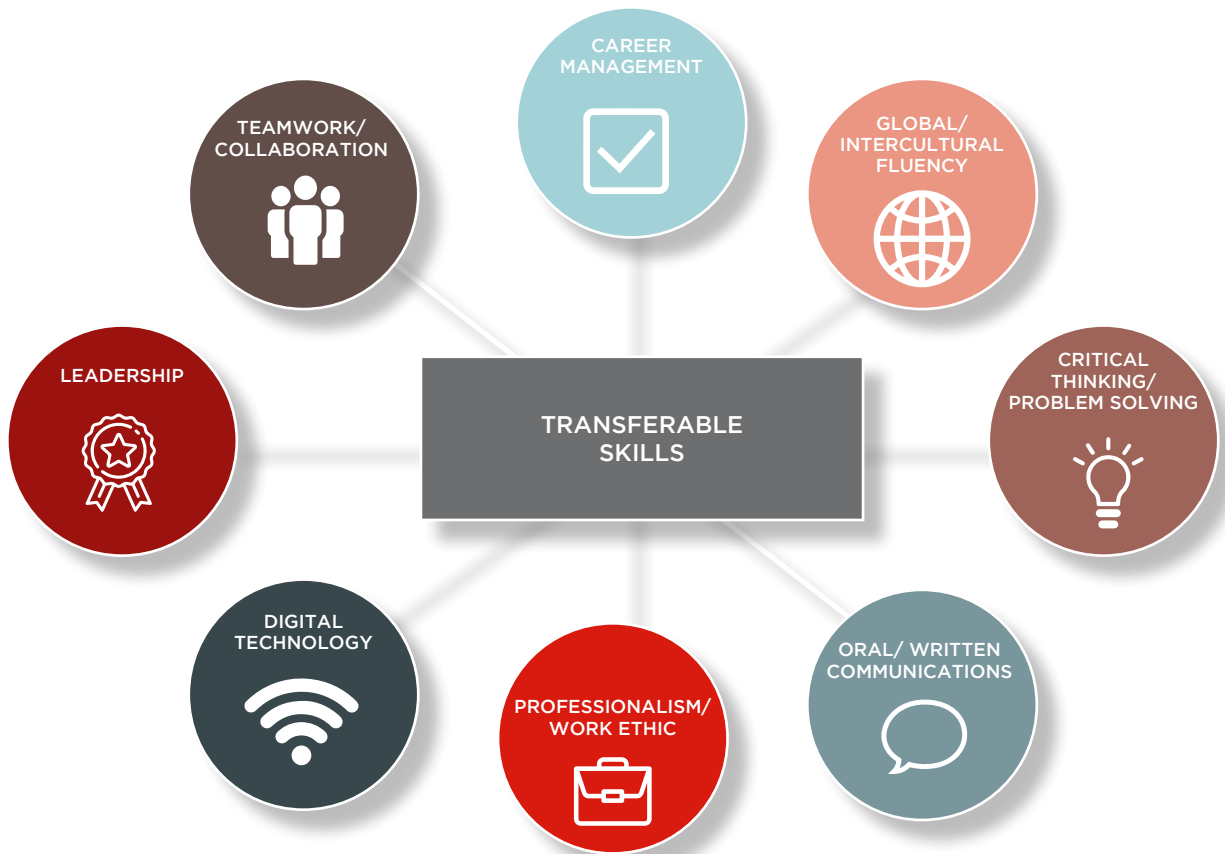 CAREER
MANAGEMENT
TEAMWORK/
COLLABORATION
GLOBAL/
INTERCULTURAL
FLUENCY
LEADERSHIP
CRITICAL
THINKING/
PROBLEM SOLVING
TRANSFERABLE
SKILLS
DIGITAL
TECHNOLOGY
PROFESSIONALISM/
WORK ETHIC
ORAL/ WRITTEN
COMMUNICATIONS